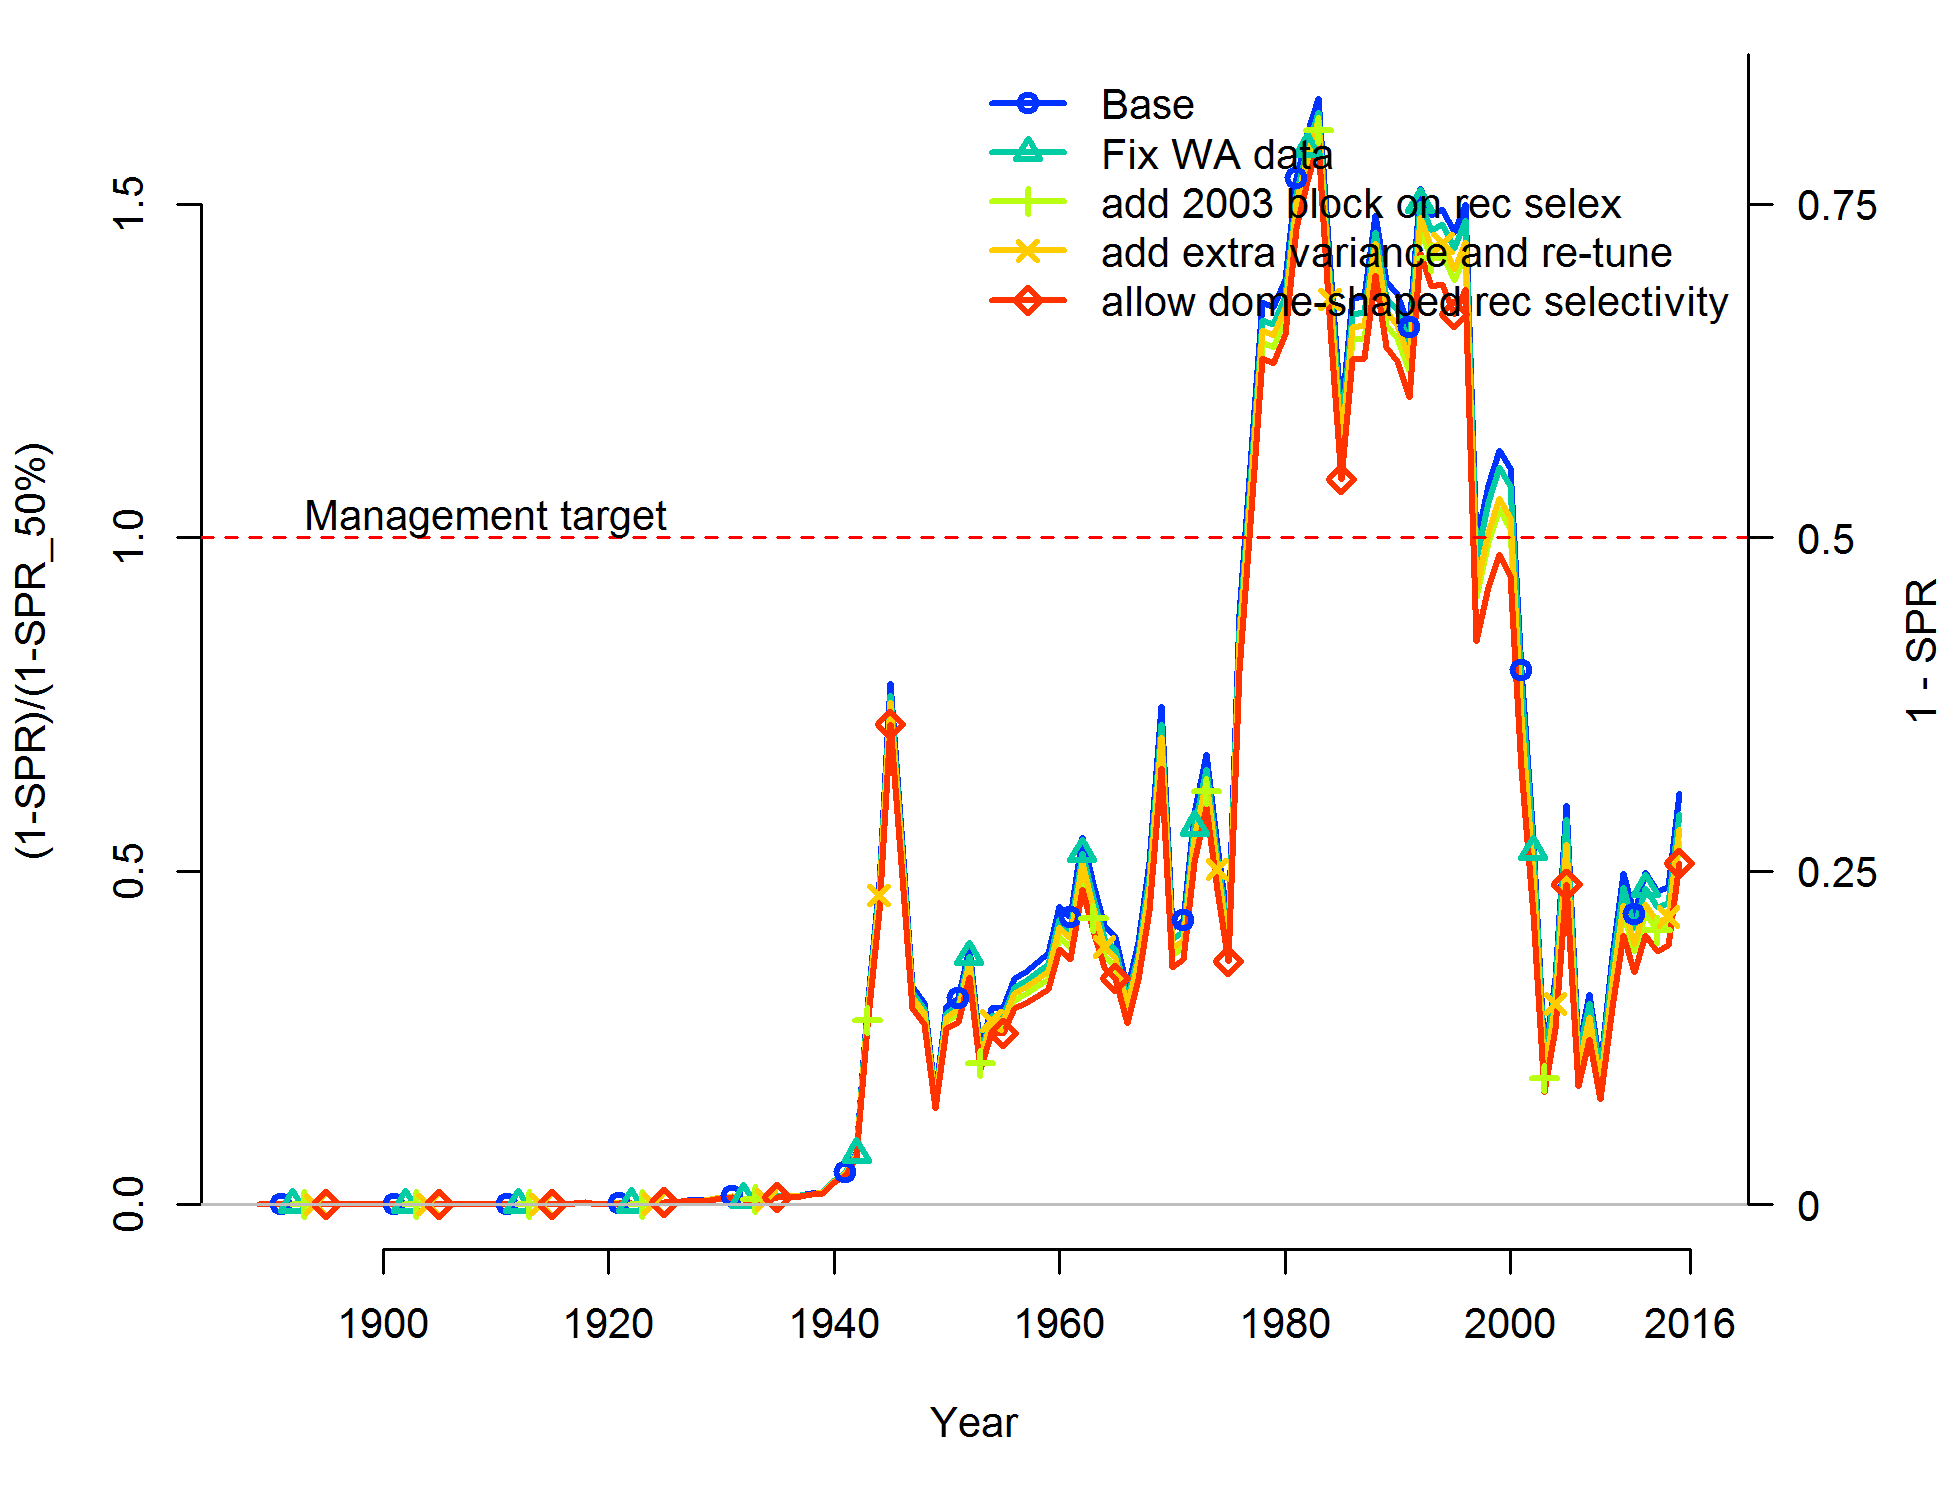 Base
Fix WA data
add 2003 block on rec selex
add extra variance and re-tune
allow dome-shaped rec selectivity
Management target
(1-SPR)/(1-SPR_50%)
0.0
0.5
1.0
1.5
1 - SPR
0
0.25
0.5
0.75
1900
1920
1940
1960
1980
2000
2016
Year